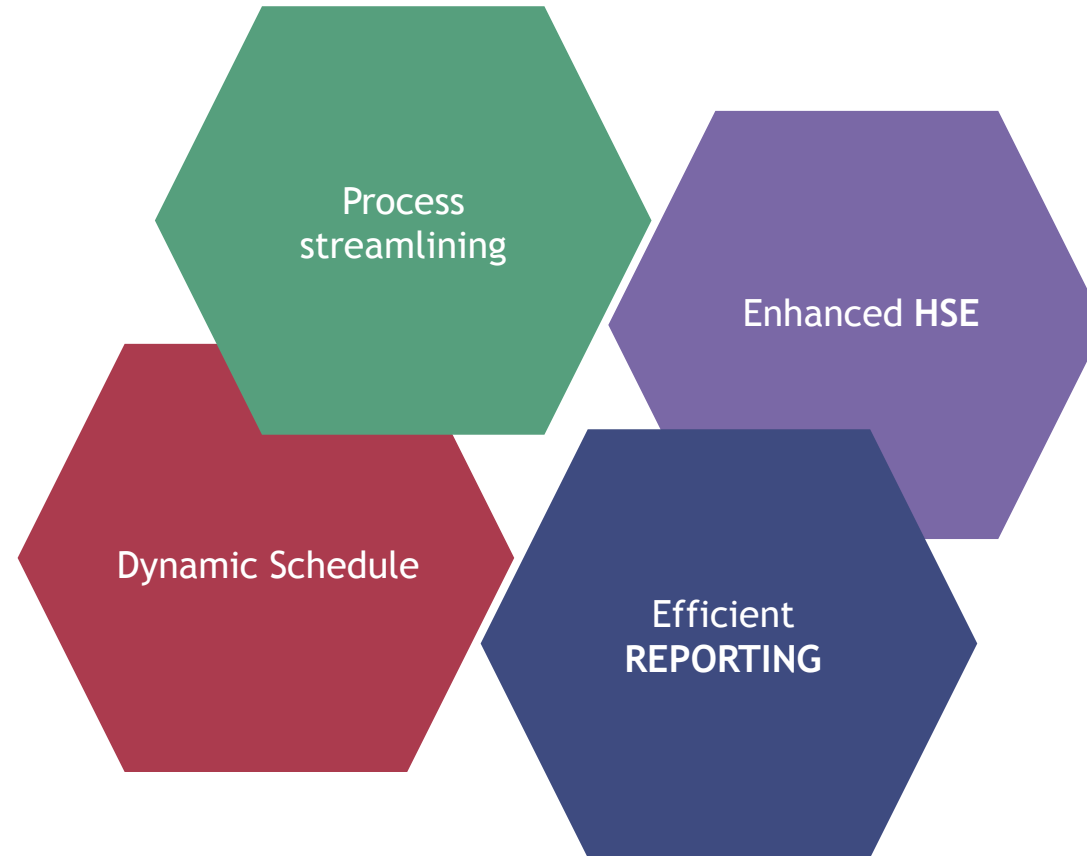 Process
streamlining
Enhanced HSE
Dynamic Schedule
Efficient
REPORTING